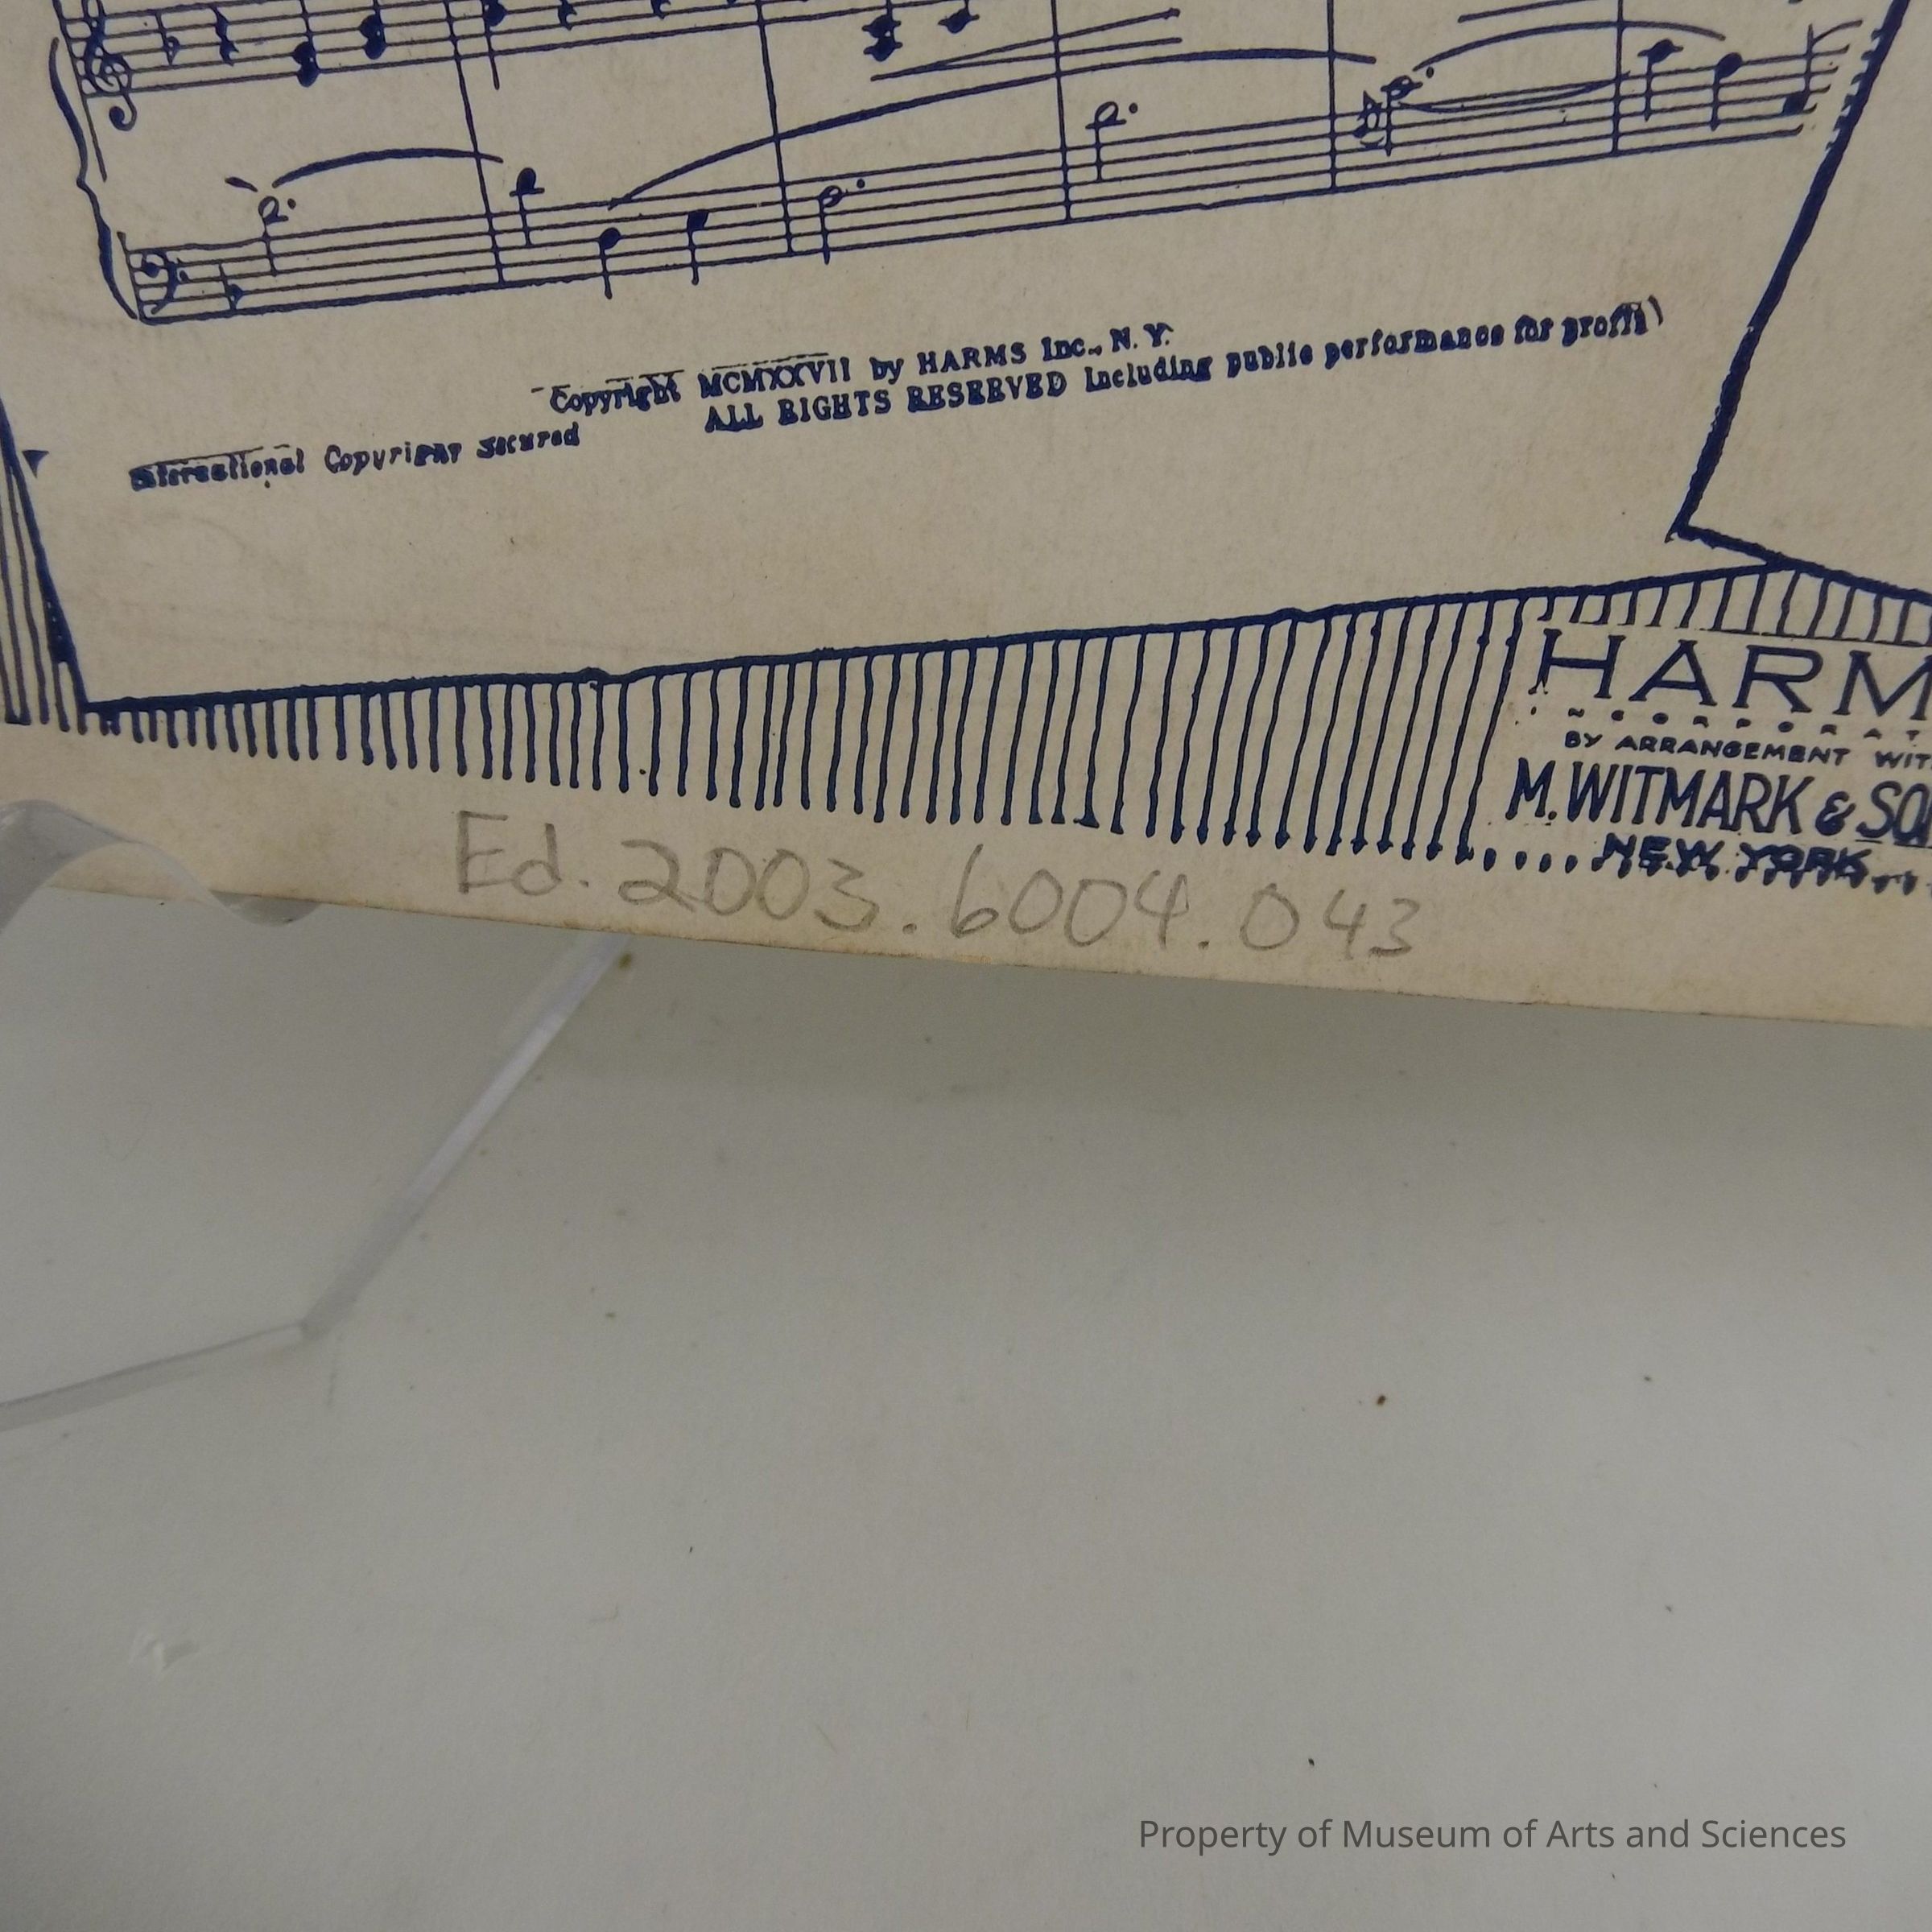 Copyright MCMXXVII by HARMS Inc., N. Y.
ALL RIGHTS RESERVED Including public performance for profit
International Copyright Secured
HARM
BY ARRANGEMENT WIT
M. WITMARK & SON
NEW YORK
Ed. 2003.6004.043
Property of Museum of Arts and Sciences